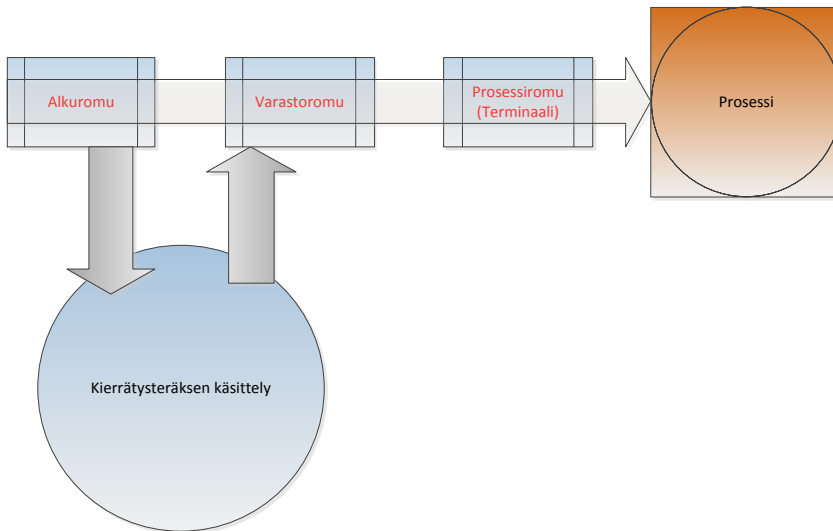 Alkuromu
Varastoromu
Prosessiromu
(Terminaali)
Prosessi
Kierrätysteräksen käsittely